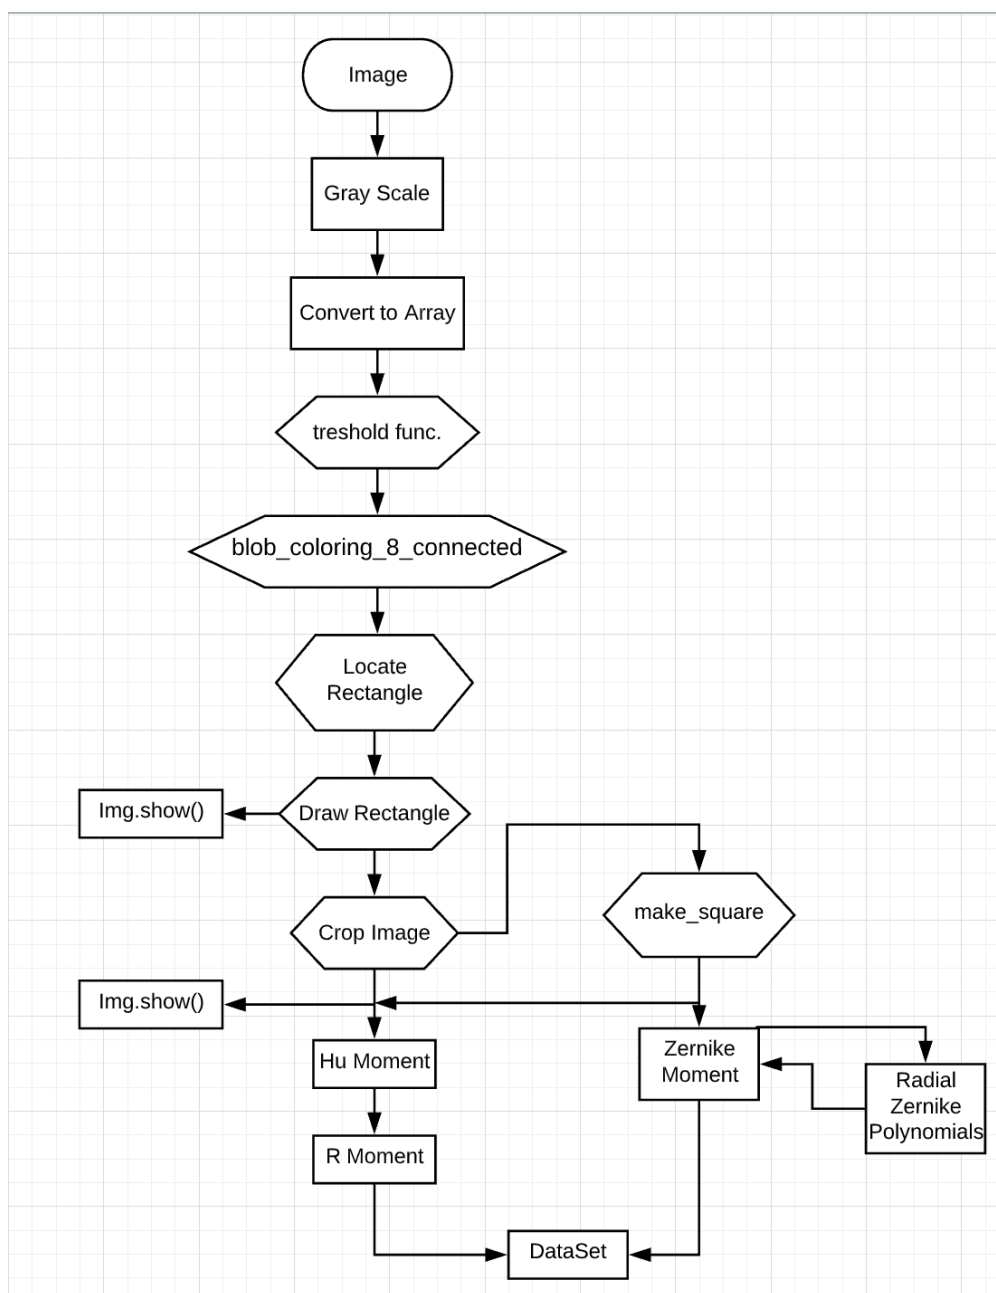 Image
Gray Scale
Convert to Array
treshold func.
blob_coloring_8_connected
Locate
Rectangle
Img.show()
Draw Rectangle
Crop Image
make_square
Img.show()
Hu Moment
Zernike
Moment
Radial
Zernike
Polynomials
R Moment
DataSet